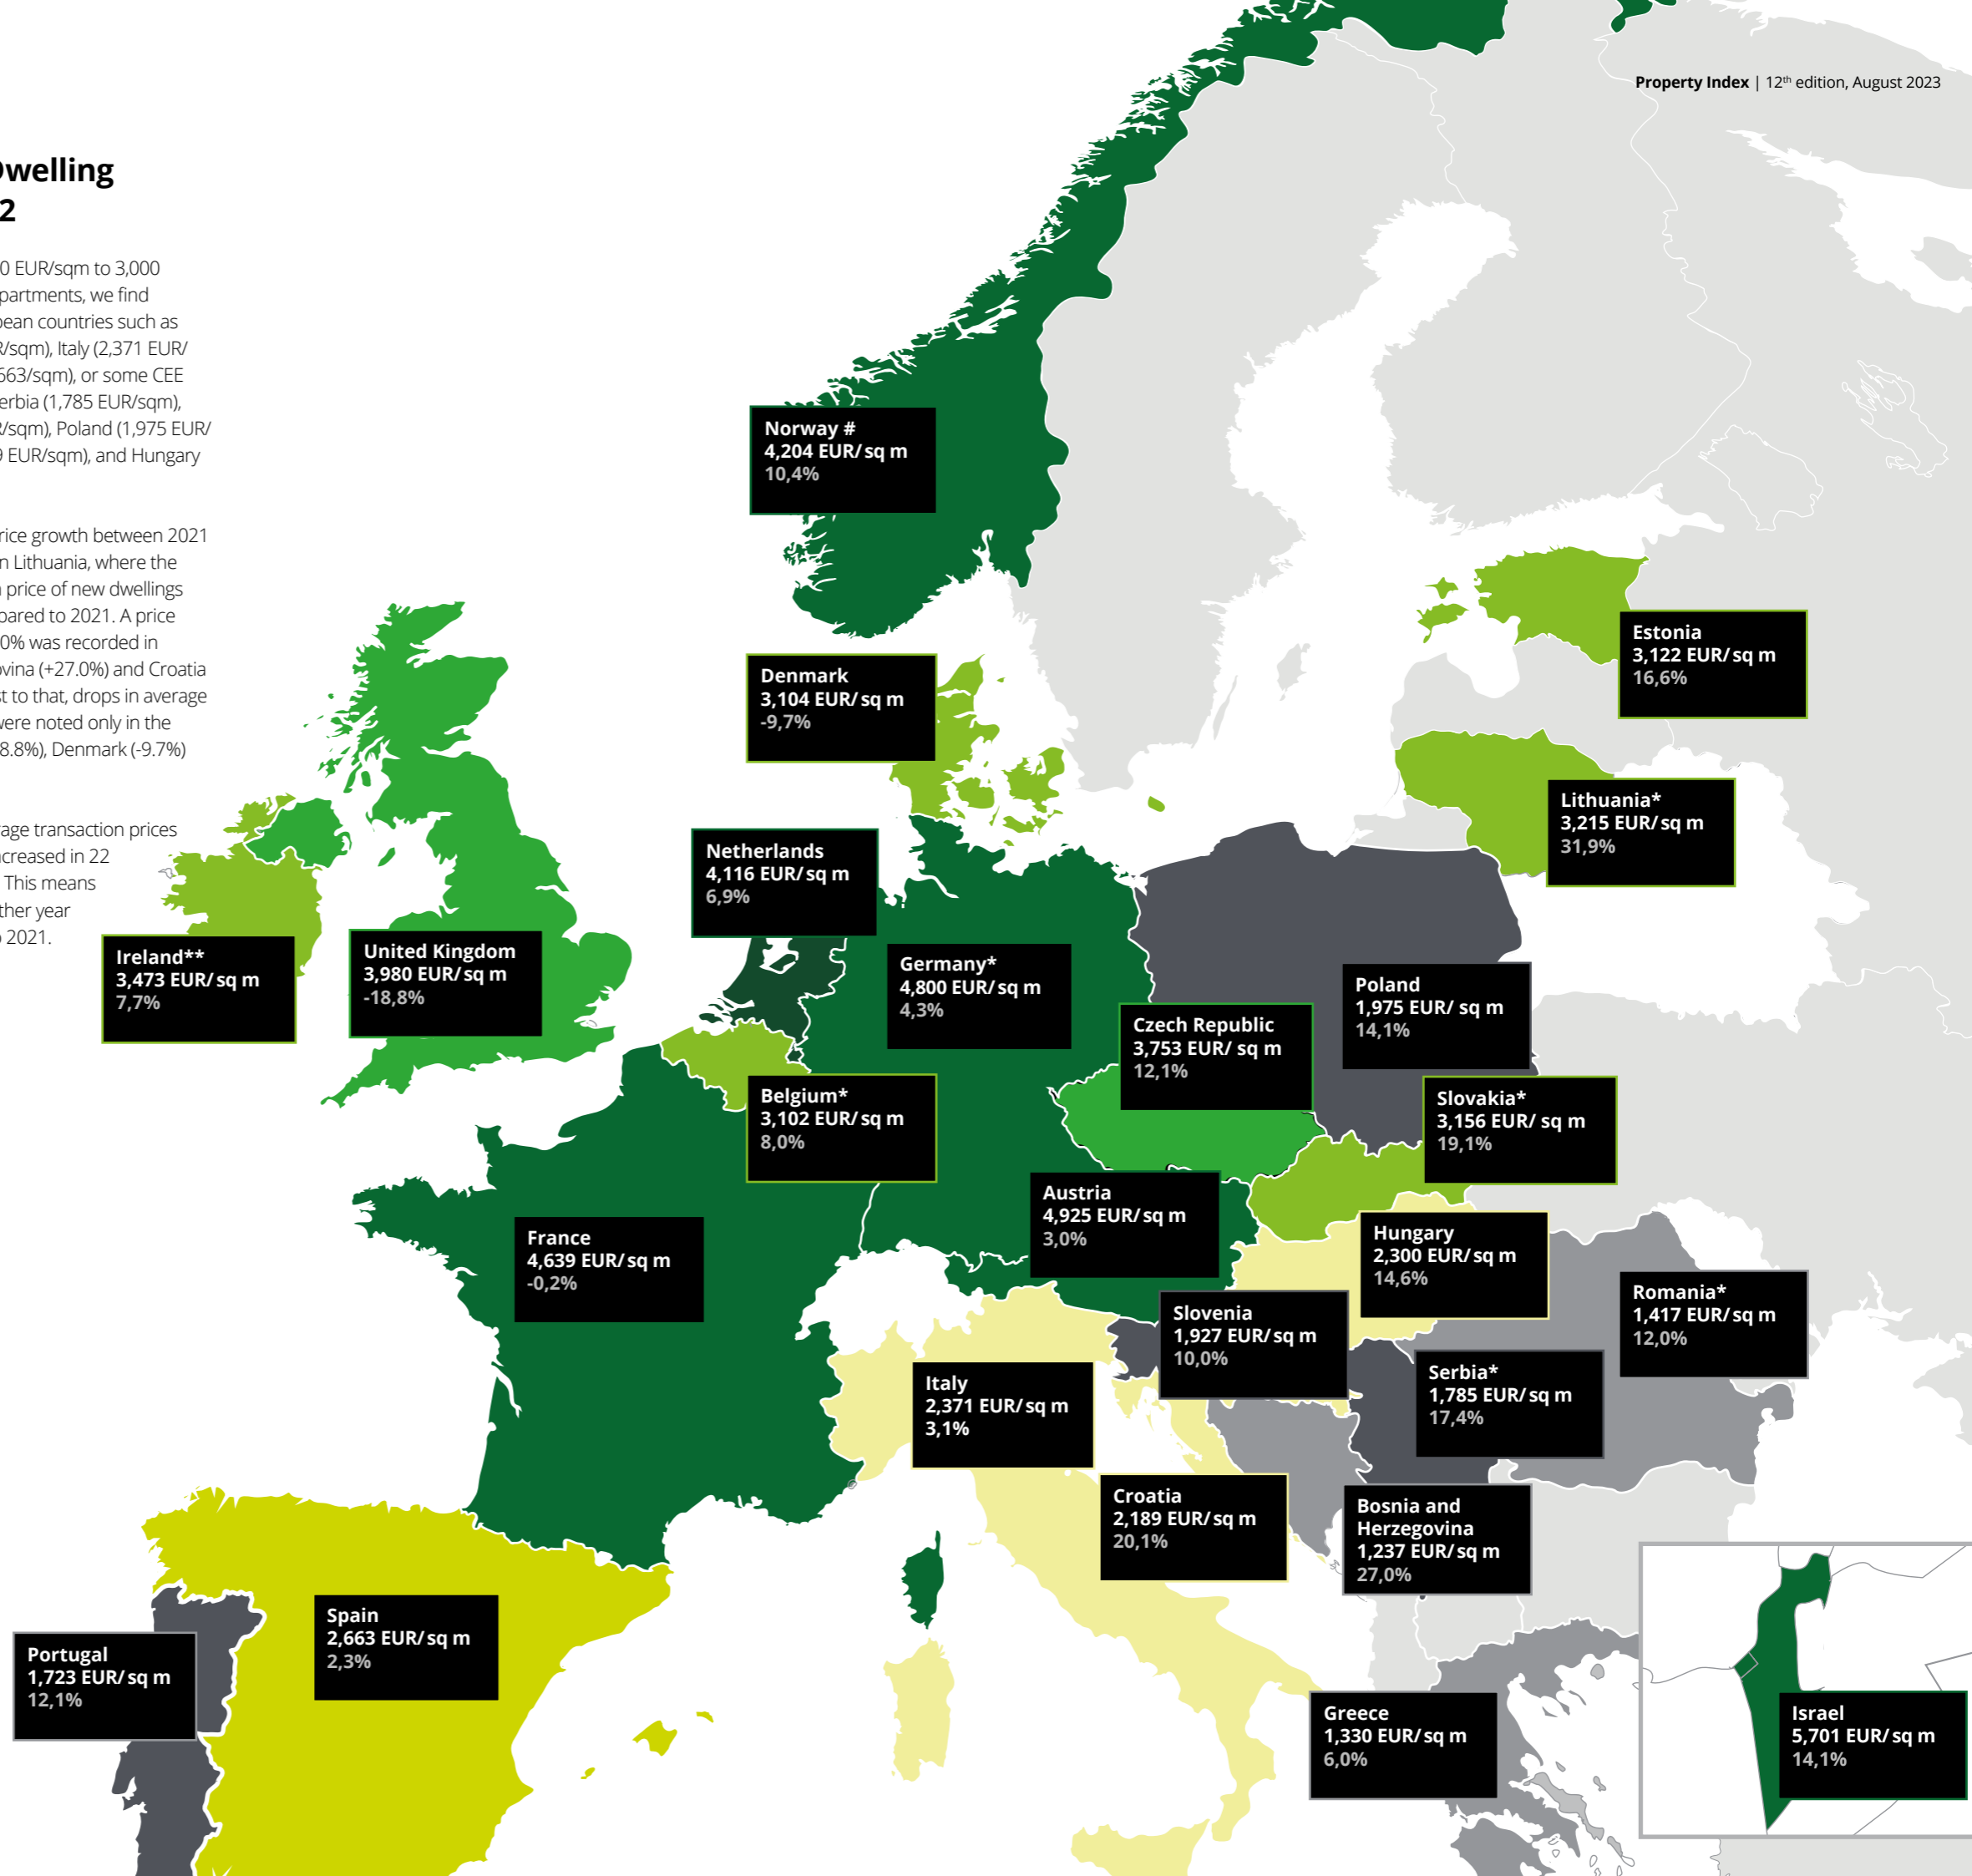 Property Index | 12th edition, August 2023
Dwelling
2
0 EUR/sqm to 3,000
partments, we find
pean countries such as
R/sqm), Italy (2,371 EUR/
663/sqm), or some CEE
erbia (1,785 EUR/sqm),
R/sqm), Poland (1,975 EUR/
9 EUR/sqm), and Hungary
rice growth between 2021
n Lithuania, where the
price of new dwellings
pared to 2021. A price
0% was recorded in
ovina (+27.0%) and Croatia
st to that, drops in average
were noted only in the
8.8%), Denmark (-9.7%)
rage transaction prices
ncreased in 22
. This means
ther year
2021.
Norway #
4,204 EUR/sq m
10,4%
Denmark
3,104 EUR/sq m
-9,7%
Estonia
3,122 EUR/sq m
16,6%
Lithuania*
3,215 EUR/sq m
31,9%
Netherlands
4,116 EUR/sq m
6,9%
Ireland**
3,473 EUR/sq m
7,7%
United Kingdom
3,980 EUR/sq m
-18,8%
Germany*
4,800 EUR/sq m
4,3%
Poland
1,975 EUR/ sq m
14,1%
Czech Republic
3,753 EUR/ sq m
12,1%
Belgium*
3,102 EUR/sq m
8,0%
Slovakia*
3,156 EUR/ sq m
19,1%
Austria
4,925 EUR/sq m
3,0%
France
4,639 EUR/sq m
-0,2%
Hungary
2,300 EUR/sq m
14,6%
Romania*
1,417 EUR/sq m
12,0%
Slovenia
1,927 EUR/sq m
10,0%
Serbia*
1,785 EUR/sq m
17,4%
Italy
2,371 EUR/sq m
3,1%
Croatia
2,189 EUR/sq m
20,1%
Bosnia and
Herzegovina
1,237 EUR/sq m
27,0%
Spain
2,663 EUR/sq m
2,3%
Portugal
1,723 EUR/sq m
12,1%
Greece
1,330 EUR/sq m
6,0%
Israel
5,701 EUR/sq m
14,1%